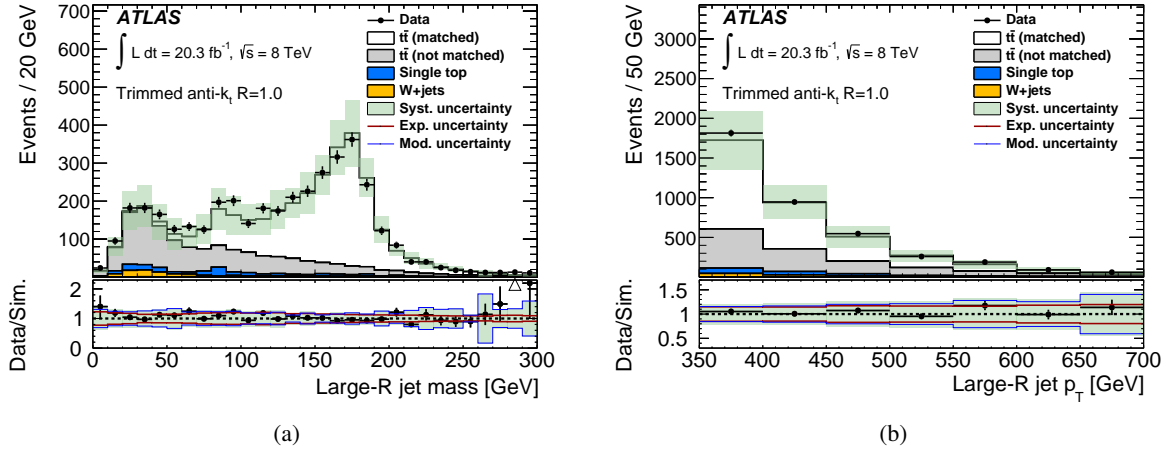 ATLAS
∫ L dt = 20.3 fb⁻¹, √s = 8 TeV
Trimmed anti-kₜ R=1.0
Data
tt̄ (matched)
tt̄ (not matched)
Single top
W+jets
Syst. uncertainty
Exp. uncertainty
Mod. uncertainty
Events / 20 GeV
700
600
500
400
300
200
100
Data/Sim.
2
1
0
0 50 100 150 200 250 300
Large-R jet mass [GeV]
(a)
ATLAS
∫ L dt = 20.3 fb⁻¹, √s = 8 TeV
Trimmed anti-kₜ R=1.0
Data
tt̄ (matched)
tt̄ (not matched)
Single top
W+jets
Syst. uncertainty
Exp. uncertainty
Mod. uncertainty
Events / 50 GeV
3500
3000
2500
2000
1500
1000
500
Data/Sim.
1.5
1
0.5
350 400 450 500 550 600 650 700
Large-R jet p_T [GeV]
(b)